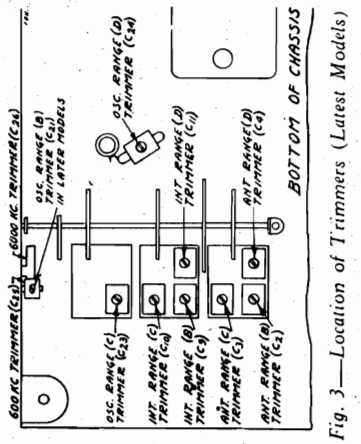 600 KC TRIMMER (C25)
6000 KC. TRIMMER (C26)
OSC. RANGE (B)
TRIMMER (C21)
IN LATER MODELS
OSC. RANGE (D)
TRIMMER (C24)
OSC. RANGE (C)
TRIMMER (C23)
INT. RANGE (C)
TRIMMER (C10)
INT. RANGE (B)
TRIMMER (C9)
INT RANGE (D)
TRIMMER (C11)
ANT. RANGE (C)
TRIMMER (C3)
ANT. RANGE (B)
TRIMMER (C2)
ANT RANGE (D)
TRIMMER (C4)
BOTTOM OF CHASSIS
Fig. 3—Location of Trimmers (Latest Models)